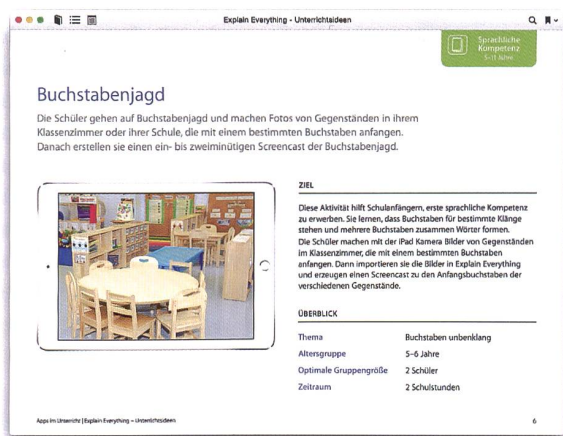 Explain Everything - Unterrichtsideen
Sprachliche
Kompetenz
5-11 Jahre
Buchstabenjagd
Die Schüler gehen auf Buchstabenjagd und machen Fotos von Gegenständen in ihrem
Klassenzimmer oder ihrer Schule, die mit einem bestimmten Buchstaben anfangen.
Danach erstellen sie einen ein- bis zweiminütigen Screencast der Buchstabenjagd.
ZIEL
Diese Aktivität hilft Schulanfängern, erste sprachliche Kompetenz
zu erwerben. Sie lernen, dass Buchstaben für bestimmte Klänge
stehen und mehrere Buchstaben zusammen Wörter formen.
Die Schüler machen mit der iPad Kamera Bilder von Gegenständen
im Klassenzimmer, die mit einem bestimmten Buchstaben
anfangen. Dann importieren sie die Bilder in Explain Everything
und erzeugen einen Screencast zu den Anfangsbuchstaben der
verschiedenen Gegenstände.
ÜBERBLICK
Thema Buchstaben unbenklang
Altersgruppe 5–6 Jahre
Optimale Gruppengröße 2 Schüler
Zeitraum 2 Schulstunden
Apps im Unterricht | Explain Everything – Unterrichtsideen 6